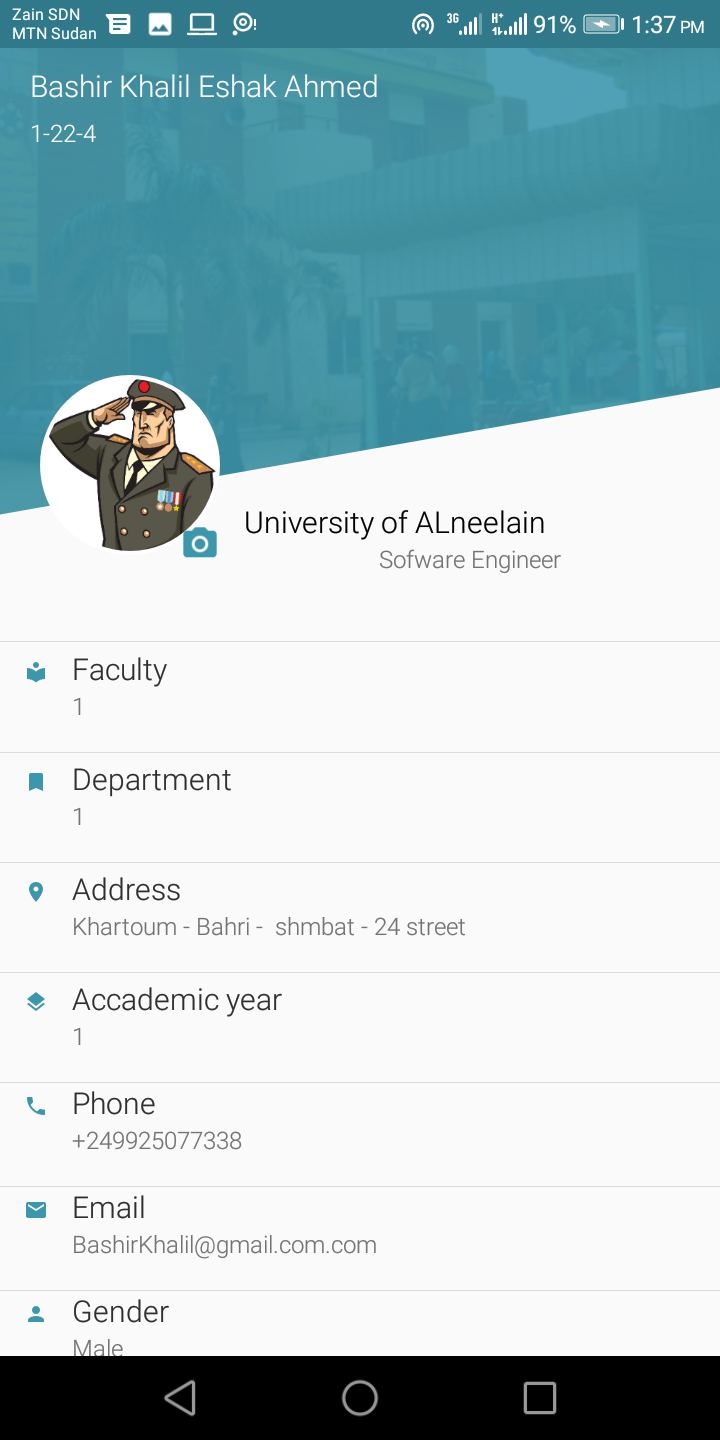 Zain SDN
MTN Sudan
3G H+ 91% 1:37 PM
Bashir Khalil Eshak Ahmed
1-22-4
University of ALneelain
Sofware Engineer
Faculty
1
Department
1
Address
Khartoum - Bahri -  shmbat - 24 street
Accademic year
1
Phone
+249925077338
Email
BashirKhalil@gmail.com.com
Gender
Male